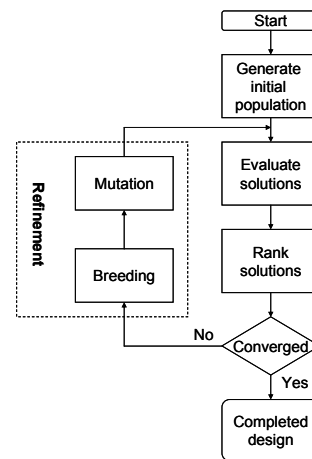 Start
Generate
initial
population
Evaluate
solutions
Rank
solutions
Converged
Yes
Completed
design
No
Refinement
Breeding
Mutation